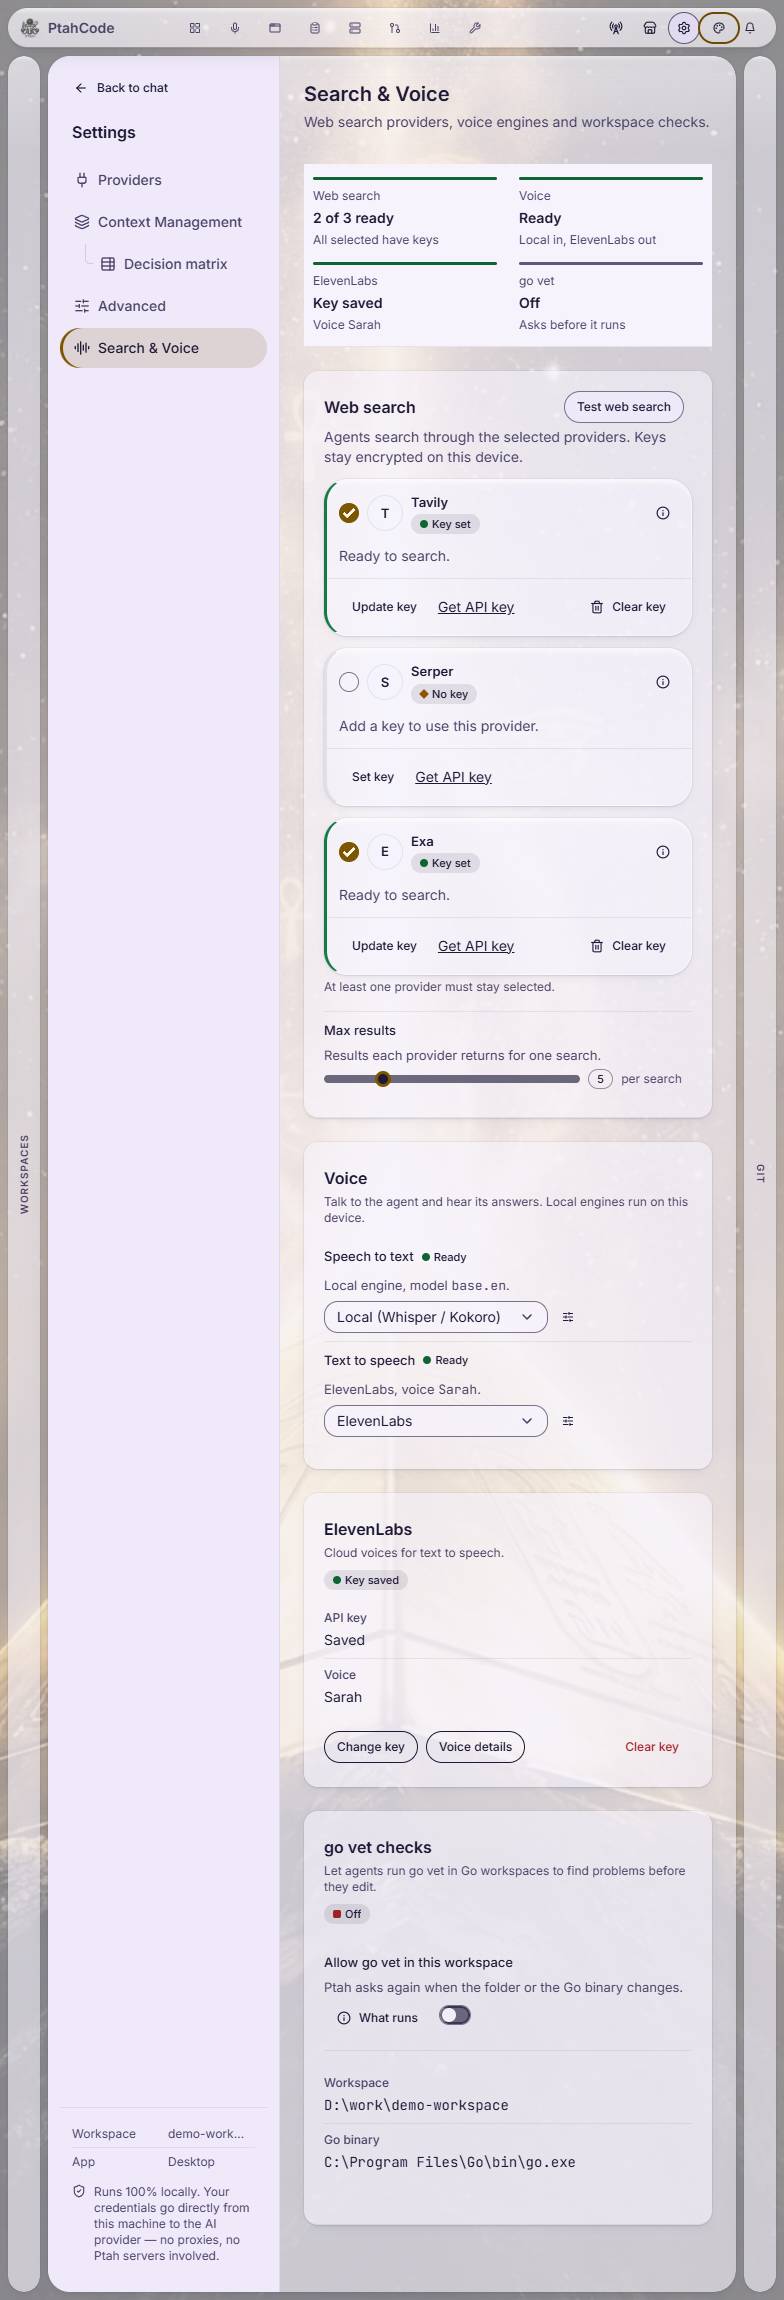 PtahCode
Back to chat
Settings
Providers
Context Management
Decision matrix
Advanced
Search & Voice
Search & Voice
Web search providers, voice engines and workspace checks.
Web search
2 of 3 ready
All selected have keys
Voice
Ready
Local in, ElevenLabs out
ElevenLabs
Key saved
Voice Sarah
go vet
Off
Asks before it runs
Web search
Test web search
Agents search through the selected providers. Keys
stay encrypted on this device.
T
Tavily
Key set
Ready to search.
Update key
Get API key
Clear key
S
Serper
No key
Add a key to use this provider.
Set key
Get API key
E
Exa
Key set
Ready to search.
Update key
Get API key
Clear key
At least one provider must stay selected.
Max results
Results each provider returns for one search.
5
per search
Voice
Talk to the agent and hear its answers. Local engines run on this
device.
Speech to text
Ready
Local engine, model base.en.
Local (Whisper / Kokoro)
Text to speech
Ready
ElevenLabs, voice Sarah.
ElevenLabs
ElevenLabs
Cloud voices for text to speech.
Key saved
API key
Saved
Voice
Sarah
Change key
Voice details
Clear key
go vet checks
Let agents run go vet in Go workspaces to find problems before
they edit.
Off
Allow go vet in this workspace
Ptah asks again when the folder or the Go binary changes.
What runs
Workspace
D:\work\demo-workspace
Go binary
C:\Program Files\Go\bin\go.exe
Workspace
demo-work...
App
Desktop
Runs 100% locally. Your
credentials go directly from
this machine to the AI
provider — no proxies, no
Ptah servers involved.
WORKSPACES
GIT